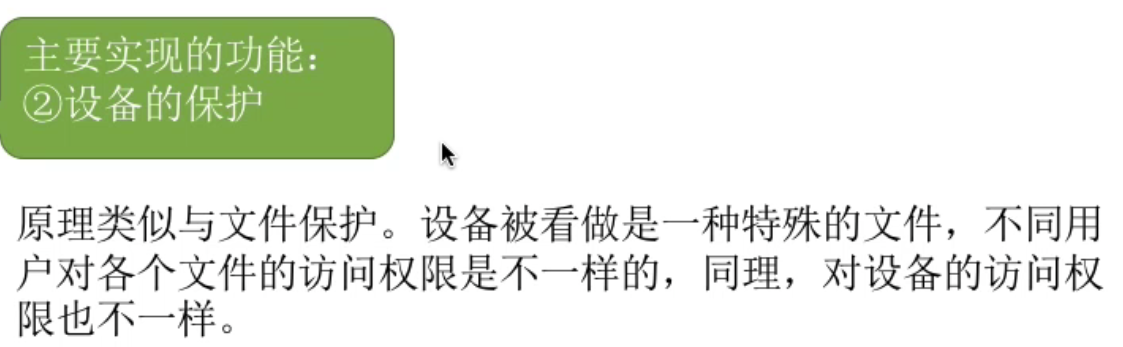 主要实现的功能：
②设备的保护
原理类似与文件保护。设备被看做是一种特殊的文件，不同用
户对各个文件的访问权限是不一样的，同理，对设备的访问权
限也不一样。